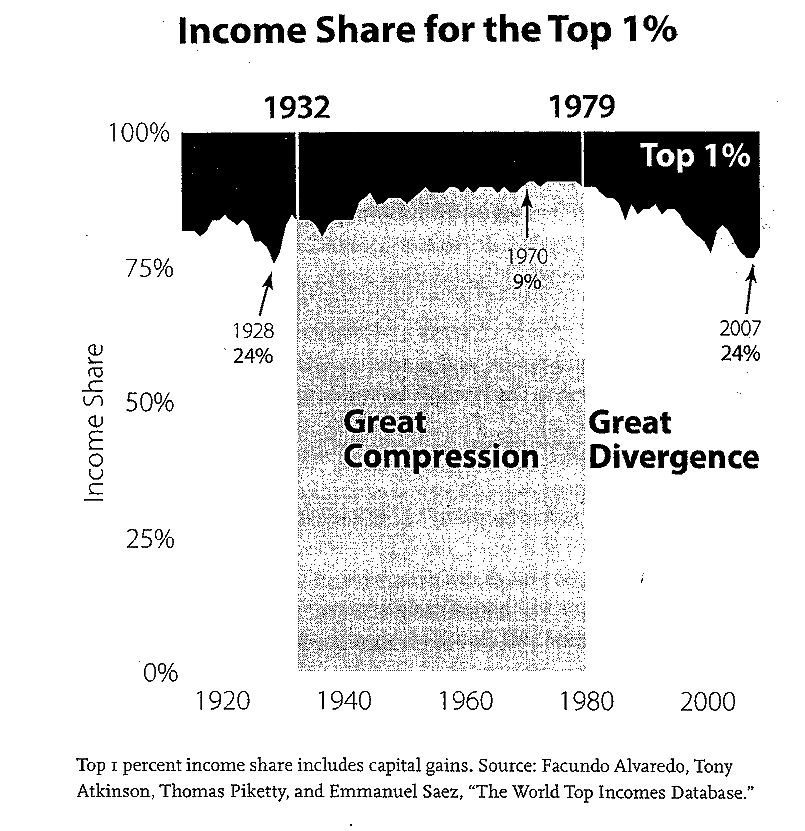 Income Share for the Top 1%
1932
1979
100%
Top 1%
75%
1970
9%
1928
24%
2007
24%
Income Share
50%
Great
Compression
Great
Divergence
25%
0%
1920
1940
1960
1980
2000
Top 1 percent income share includes capital gains. Source: Facundo Alvaredo, Tony
Atkinson, Thomas Piketty, and Emmanuel Saez, “The World Top Incomes Database.”